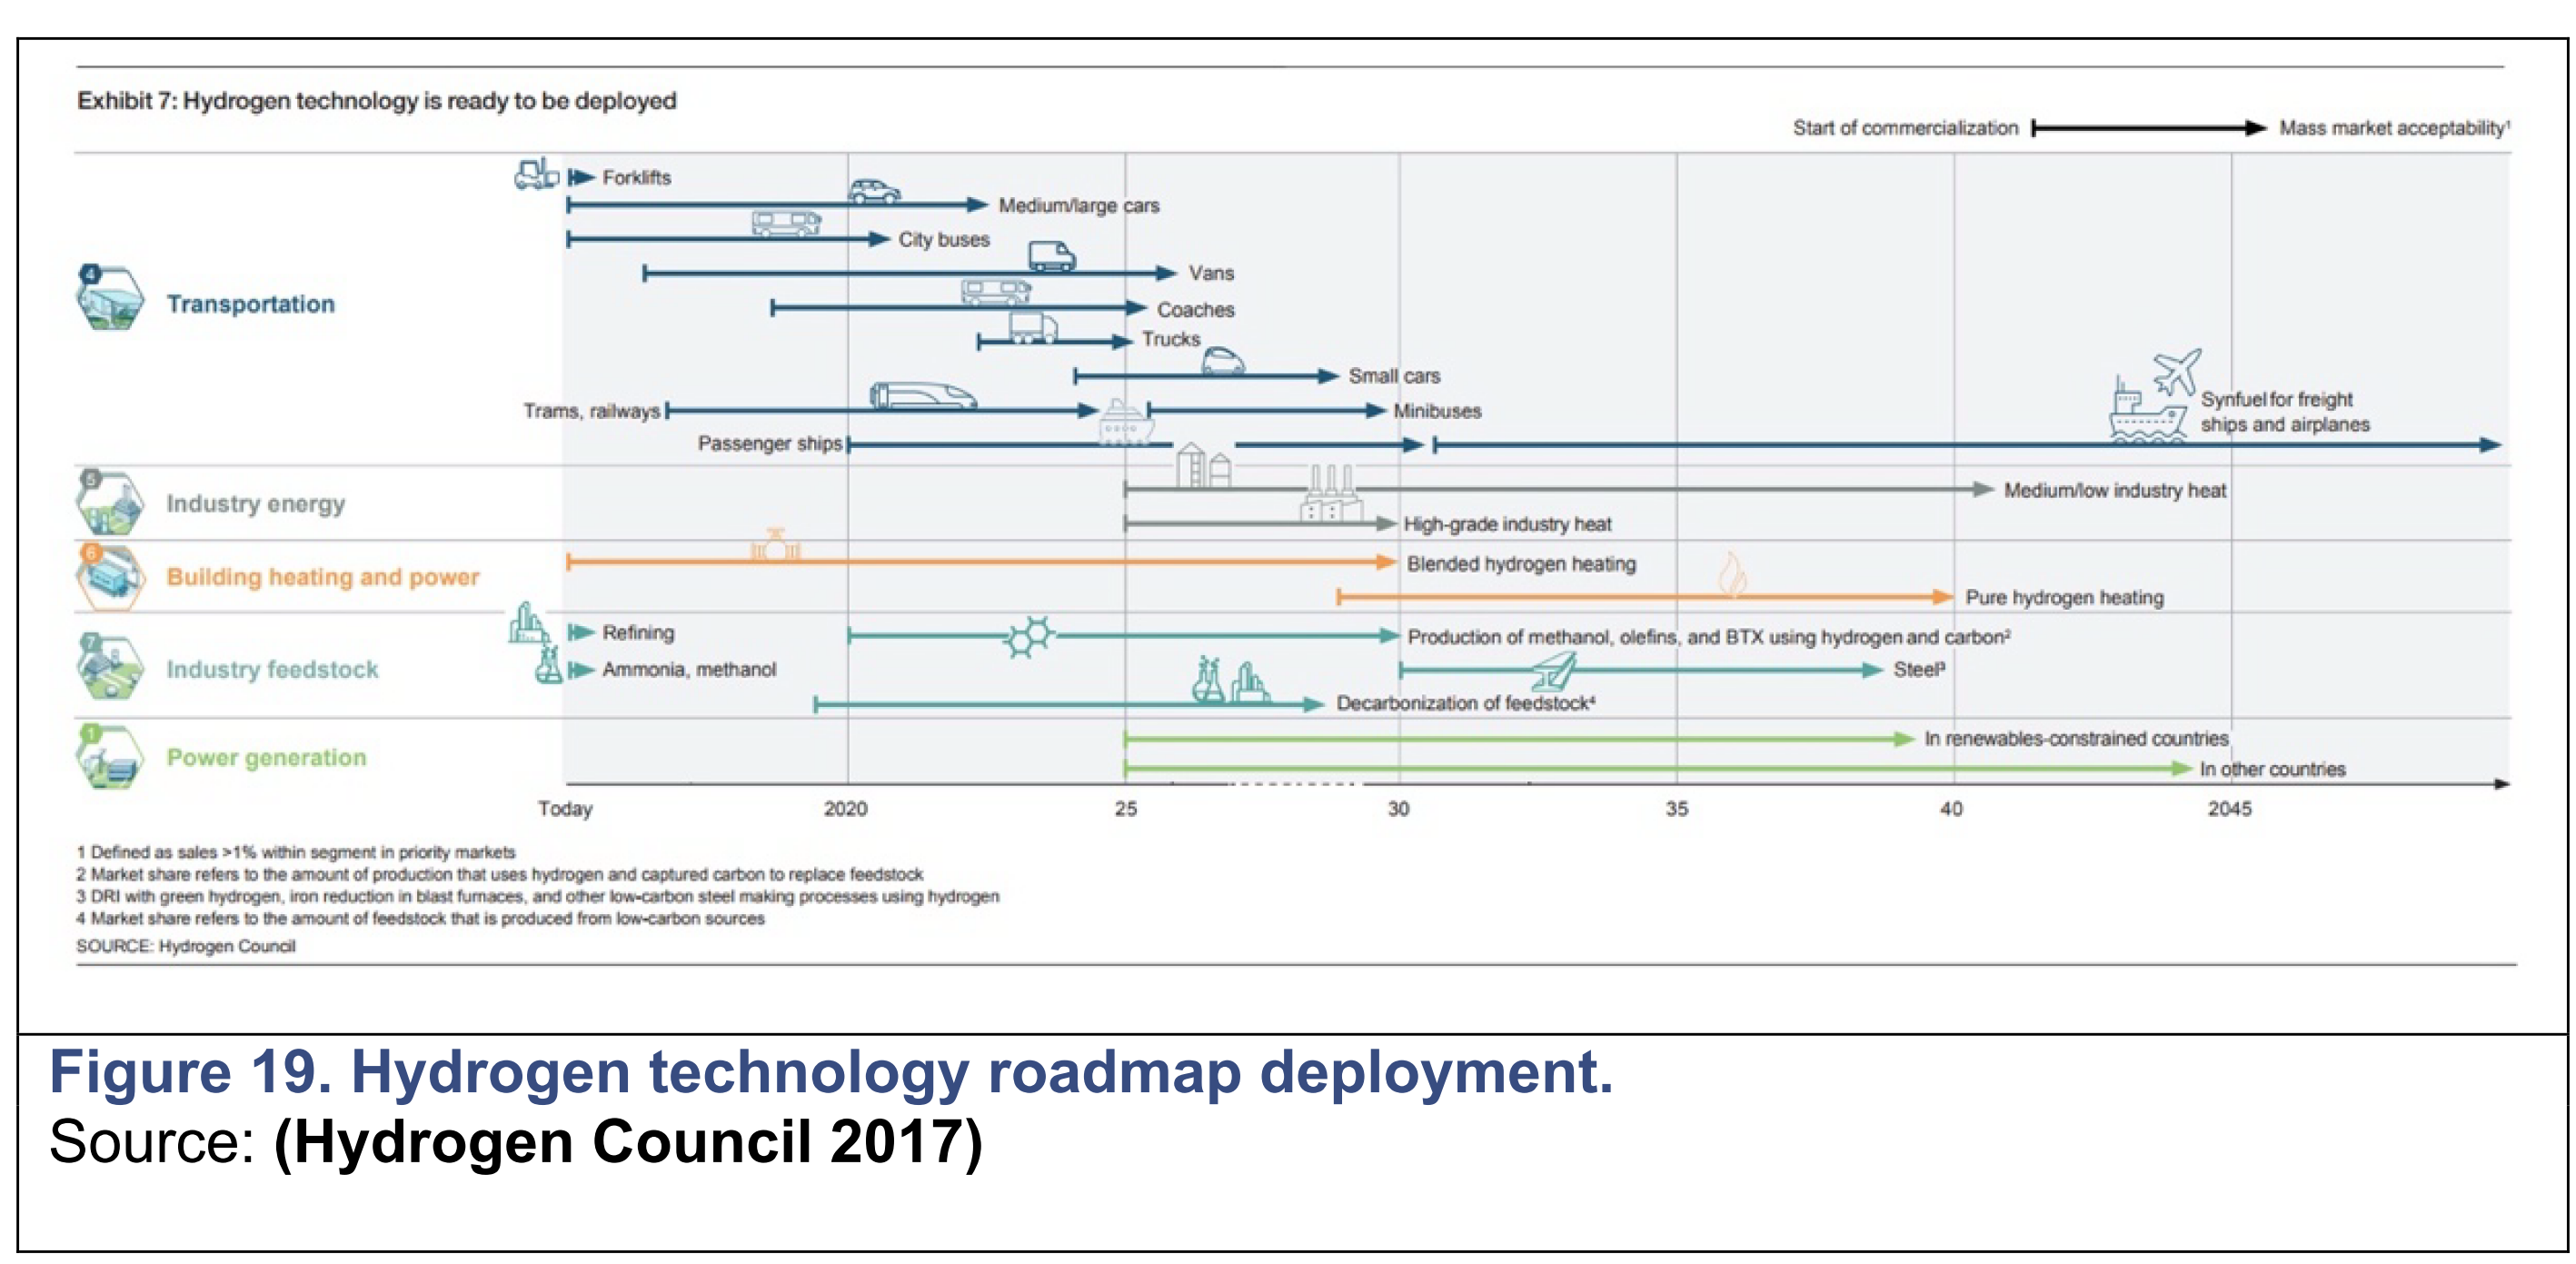 Exhibit 7: Hydrogen technology is ready to be deployed
Start of commercialization
Mass market acceptability¹
4
Transportation
Forklifts
Medium/large cars
City buses
Vans
Coaches
Trucks
Small cars
Trams, railways
Minibuses
Synfuel for freight
ships and airplanes
Passenger ships
5
Industry energy
Medium/low industry heat
High-grade industry heat
6
Building heating and power
Blended hydrogen heating
Pure hydrogen heating
7
Industry feedstock
Refining
Production of methanol, olefins, and BTX using hydrogen and carbon²
Ammonia, methanol
Steel³
Decarbonization of feedstock⁴
1
Power generation
In renewables-constrained countries
In other countries
Today 2020 25 30 35 40 2045
1 Defined as sales >1% within segment in priority markets
2 Market share refers to the amount of production that uses hydrogen and captured carbon to replace feedstock
3 DRI with green hydrogen, iron reduction in blast furnaces, and other low-carbon steel making processes using hydrogen
4 Market share refers to the amount of feedstock that is produced from low-carbon sources
SOURCE: Hydrogen Council
Figure 19. Hydrogen technology roadmap deployment.
Source: (Hydrogen Council 2017)